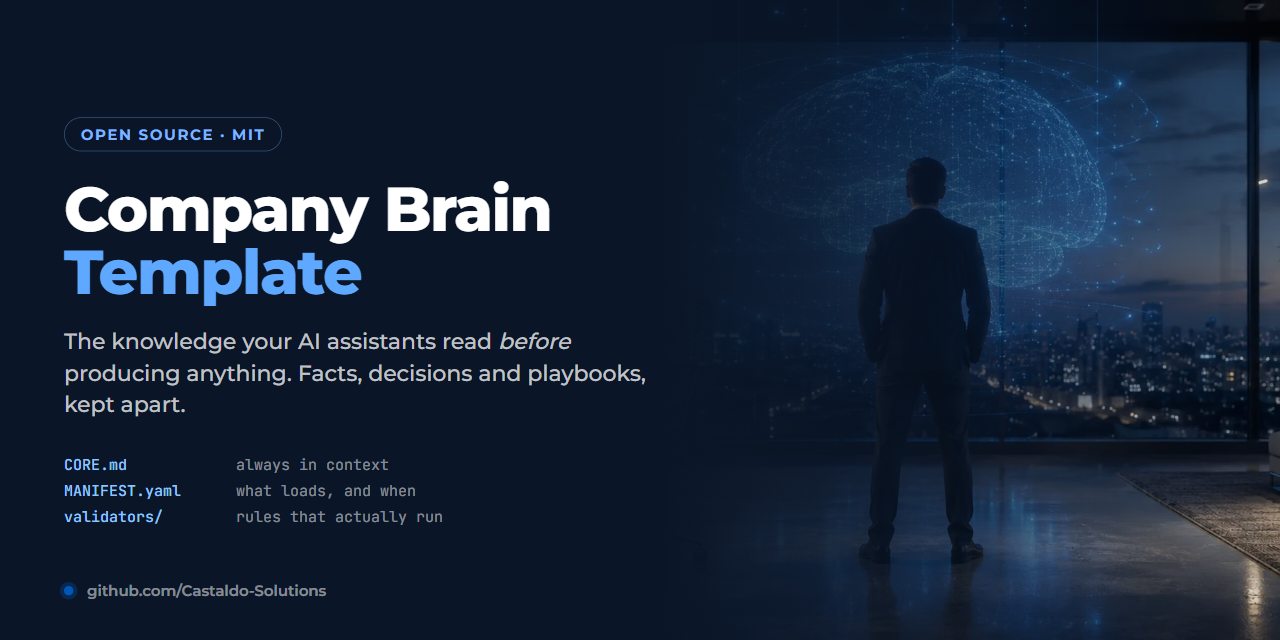 OPEN SOURCE · MIT
Company Brain
Template
The knowledge your AI assistants read before
producing anything. Facts, decisions and playbooks,
kept apart.
CORE.md always in context
MANIFEST.yaml what loads, and when
validators/ rules that actually run
github.com/Castaldo-Solutions